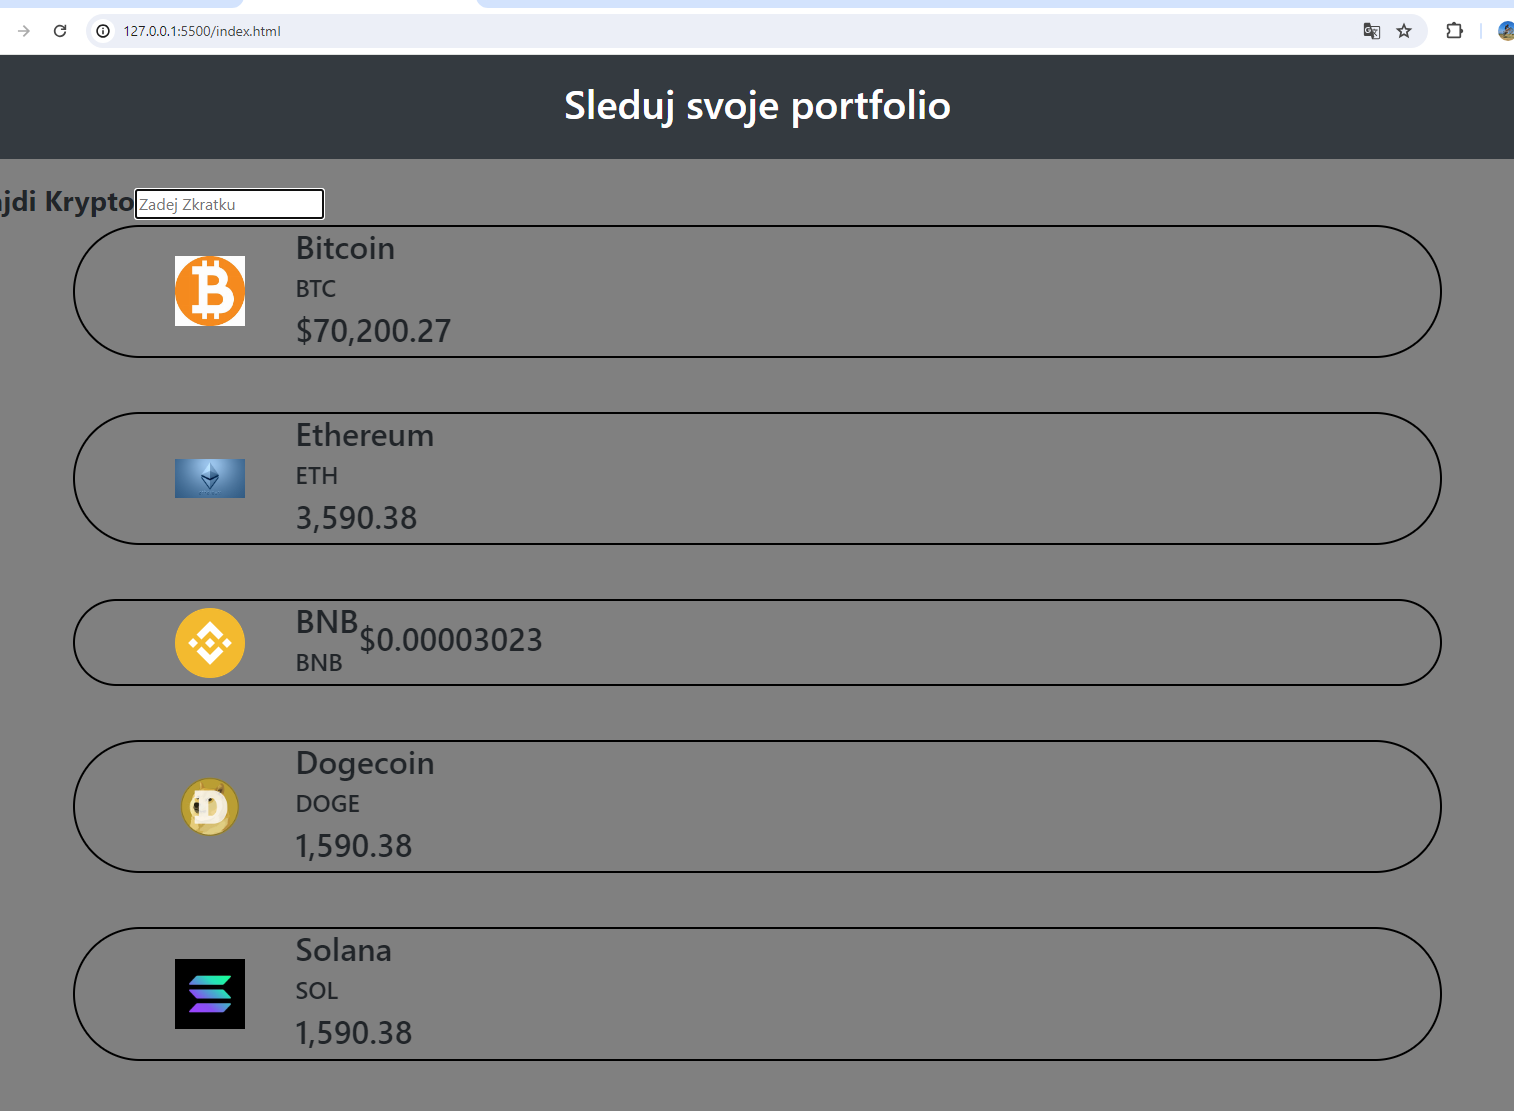 127.0.0.1:5500/index.html
Sleduj svoje portfolio
Krypto Zadej Zkratku
Bitcoin
BTC
$70,200.27
Ethereum
ETH
3,590.38
BNB
$0.00003023
BNB
Dogecoin
DOGE
1,590.38
Solana
SOL
1,590.38